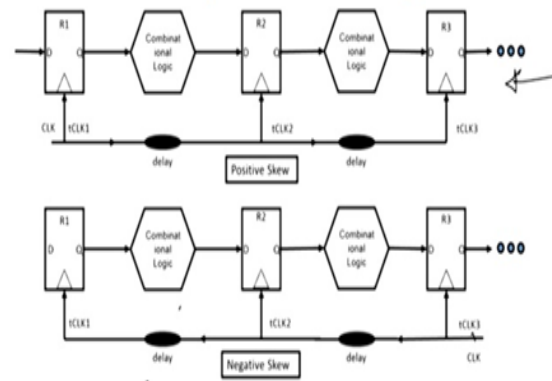 R1 R2 R3
Combinat
ional
Logic
Combinat
ional
Logic
D Q D Q D Q
CLK tCLK1 tCLK2 tCLK3
delay delay
Positive Skew
R1 R2 R3
Combinat
ional
Logic
Combinat
ional
Logic
D Q D Q D Q
tCLK1 tCLK2 tCLK3
CLK
delay delay
Negative Skew